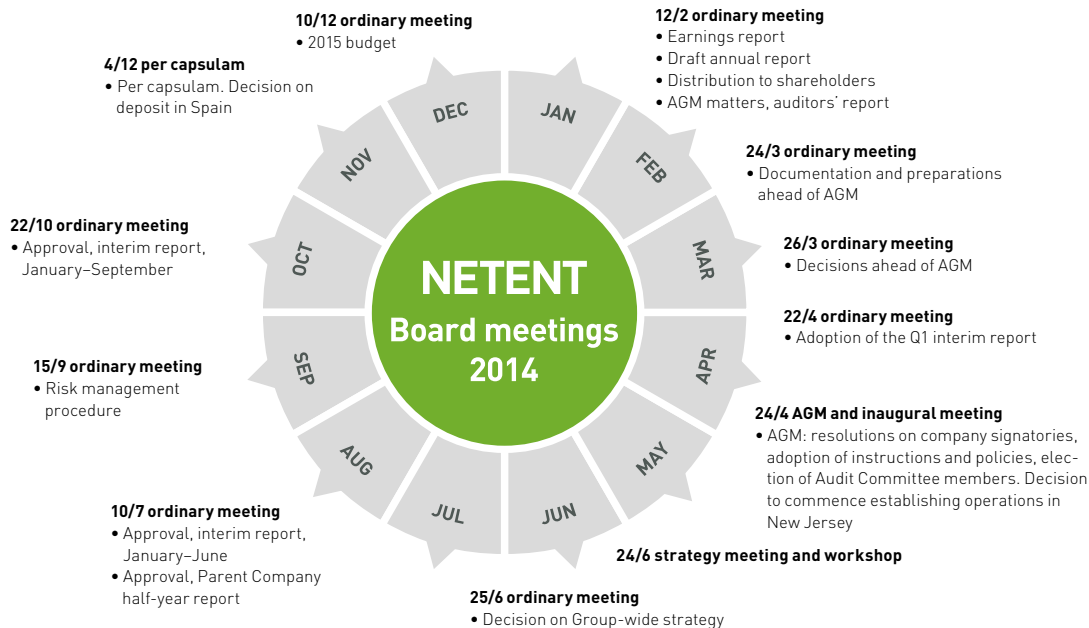 10/12 ordinary meeting
• 2015 budget
12/2 ordinary meeting
• Earnings report
• Draft annual report
• Distribution to shareholders
• AGM matters, auditors’ report
4/12 per capsulam
• Per capsulam. Decision on
deposit in Spain
24/3 ordinary meeting
• Documentation and preparations
ahead of AGM
22/10 ordinary meeting
• Approval, interim report,
January–September
26/3 ordinary meeting
• Decisions ahead of AGM
22/4 ordinary meeting
• Adoption of the Q1 interim report
15/9 ordinary meeting
• Risk management
procedure
24/4 AGM and inaugural meeting
• AGM: resolutions on company signatories,
adoption of instructions and policies, elec-
tion of Audit Committee members. Decision
to commence establishing operations in
New Jersey
10/7 ordinary meeting
• Approval, interim report,
January–June
• Approval, Parent Company
half-year report
24/6 strategy meeting and workshop
25/6 ordinary meeting
• Decision on Group-wide strategy
JAN
FEB
MAR
APR
MAY
JUN
JUL
AUG
SEP
OCT
NOV
DEC
NETENT
Board meetings
2014